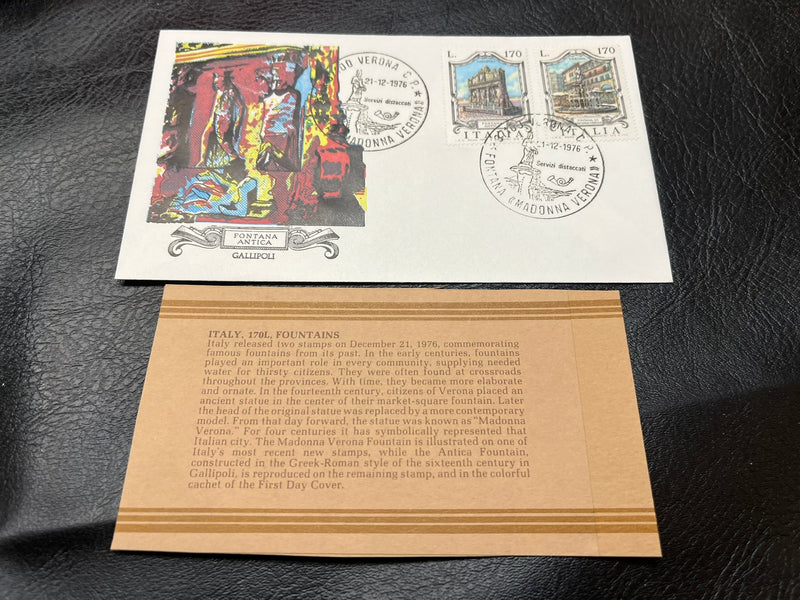 FONTANA
ANTICA
GALLIPOLI
00 VERONA C.P. ★
21-12-1976
Servizi distaccati
«MADONNA VERONA»
L. 170
ITALIA
L. 170
ITALIA
VERONA C.P. ★
21-12-1976
Servizi distaccati
FONTANA «MADONNA VERONA»
ITALY, 170L, FOUNTAINS
Italy released two stamps on December 21, 1976, commemorating
famous fountains from its past. In the early centuries, fountains
played an important role in every community, supplying needed
water for thirsty citizens. They were often found at crossroads
throughout the provinces. With time, they became more elaborate
and ornate. In the fourteenth century, citizens of Verona placed an
ancient statue in the center of their market-square fountain. Later
the head of the original statue was replaced by a more contemporary
model. From that day forward, the statue was known as "Madonna
Verona." For four centuries it has symbolically represented that
Italian city. The Madonna Verona Fountain is illustrated on one of
Italy's most recent new stamps, while the Antica Fountain,
constructed in the Greek-Roman style of the sixteenth century in
Gallipoli, is reproduced on the remaining stamp, and in the colorful
cachet of the First Day Cover.